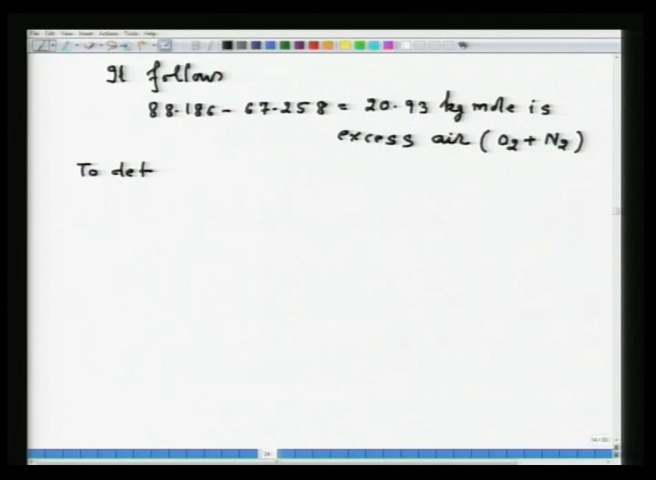 It follows
88.186 - 67.258 = 20.93 kg mole is
excess air (O2 + N2)
To det